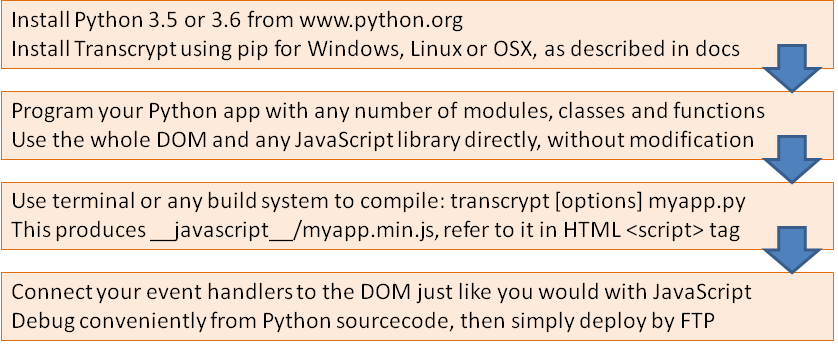 Install Python 3.5 or 3.6 from www.python.org
Install Transcrypt using pip for Windows, Linux or OSX, as described in docs
Program your Python app with any number of modules, classes and functions
Use the whole DOM and any JavaScript library directly, without modification
Use terminal or any build system to compile: transcrypt [options] myapp.py
This produces __javascript__/myapp.min.js, refer to it in HTML <script> tag
Connect your event handlers to the DOM just like you would with JavaScript
Debug conveniently from Python sourcecode, then simply deploy by FTP